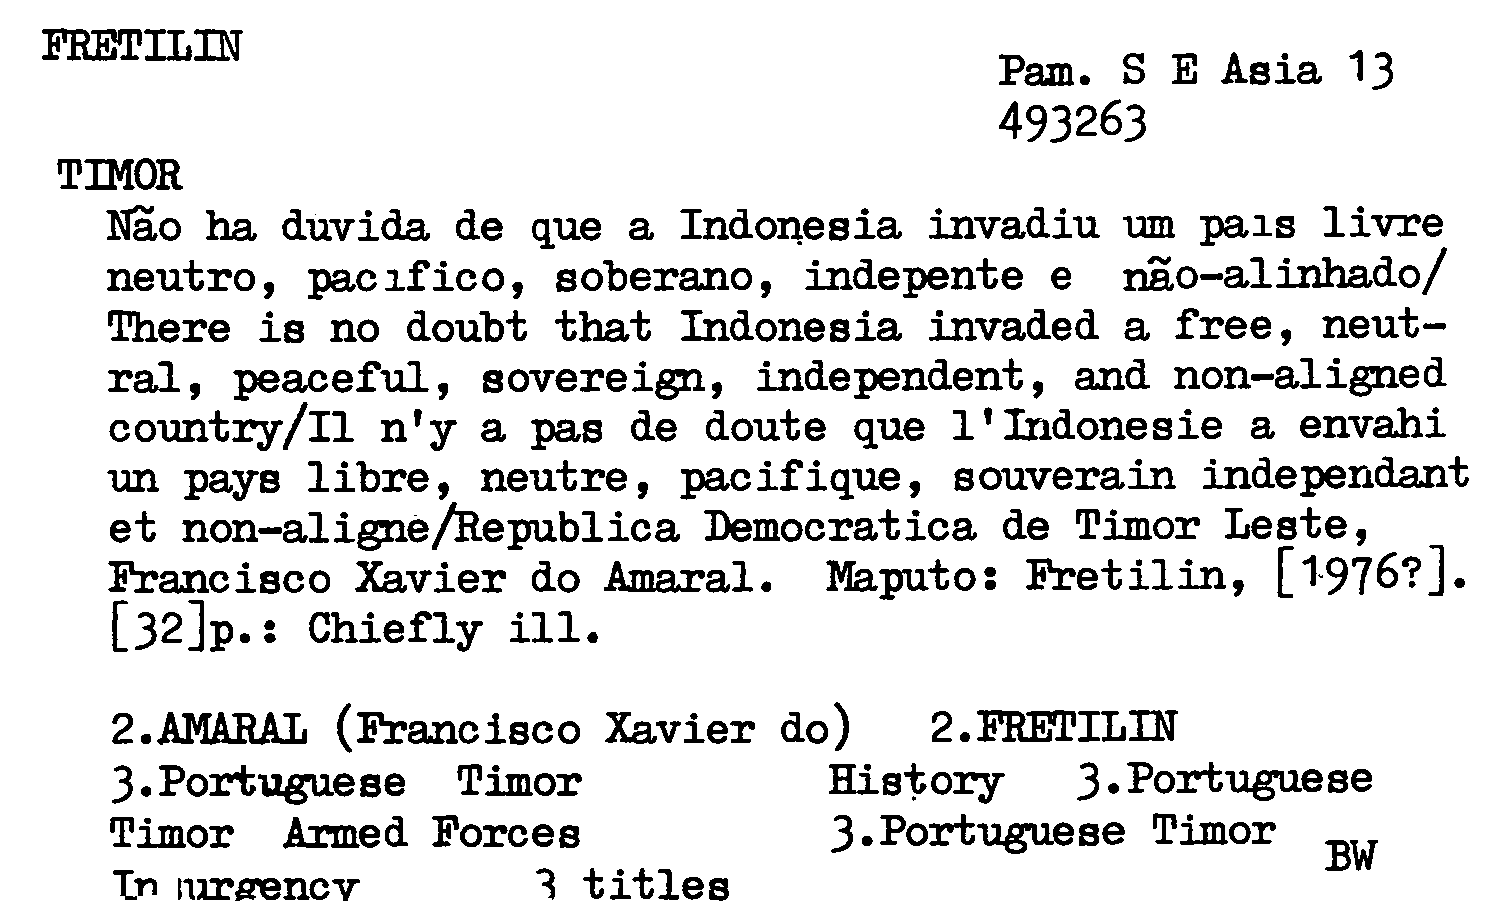 FRETILIN
Pam. S E Asia 13
493263
TIMOR
Não ha duvida de que a Indonesia invadiu um pais livre
neutro, pacifico, soberano, indepente e não-alinhado/
There is no doubt that Indonesia invaded a free, neut-
ral, peaceful, sovereign, independent, and non-aligned
country/Il n'y a pas de doute que l'Indonesie a envahi
un pays libre, neutre, pacifique, souverain independant
et non-aligne/Republica Democratica de Timor Leste,
Francisco Xavier do Amaral. Maputo: Fretilin, [1976?].
[32]p.: Chiefly ill.
2.AMARAL (Francisco Xavier do) 2.FRETILIN
3.Portuguese Timor History 3.Portuguese
Timor Armed Forces 3.Portuguese Timor
BW
Insurgency 3 titles